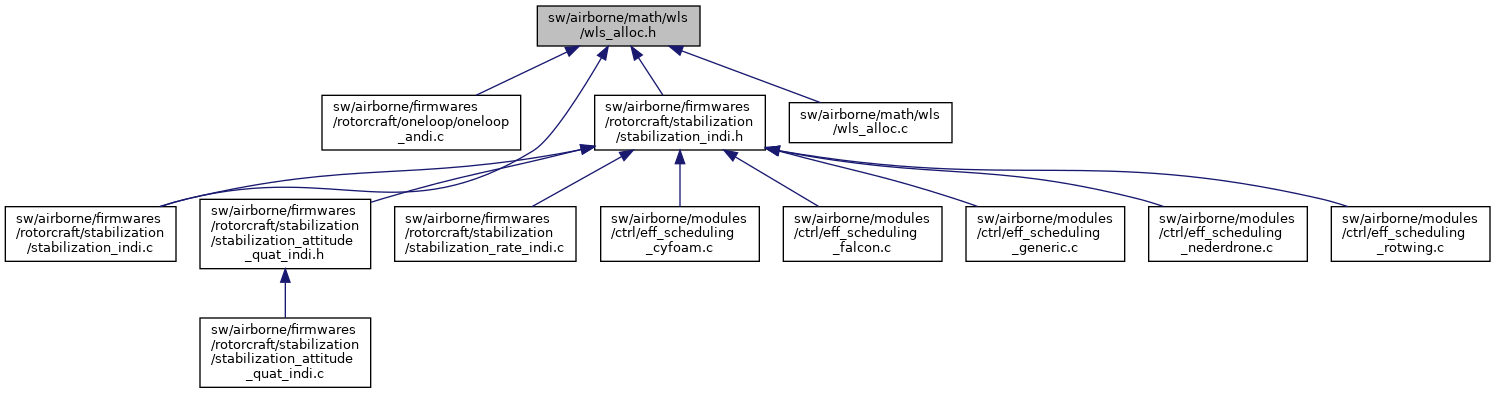 sw/airborne/math/wls
/wls_alloc.h
sw/airborne/firmwares
/rotorcraft/oneloop/oneloop
_andi.c
sw/airborne/firmwares
/rotorcraft/stabilization
/stabilization_indi.h
sw/airborne/math/wls
/wls_alloc.c
sw/airborne/firmwares
/rotorcraft/stabilization
/stabilization_indi.c
sw/airborne/firmwares
/rotorcraft/stabilization
/stabilization_attitude
_quat_indi.h
sw/airborne/firmwares
/rotorcraft/stabilization
/stabilization_rate_indi.c
sw/airborne/modules
/ctrl/eff_scheduling
_cyfoam.c
sw/airborne/modules
/ctrl/eff_scheduling
_falcon.c
sw/airborne/modules
/ctrl/eff_scheduling
_generic.c
sw/airborne/modules
/ctrl/eff_scheduling
_nederdrone.c
sw/airborne/modules
/ctrl/eff_scheduling
_rotwing.c
sw/airborne/firmwares
/rotorcraft/stabilization
/stabilization_attitude
_quat_indi.c